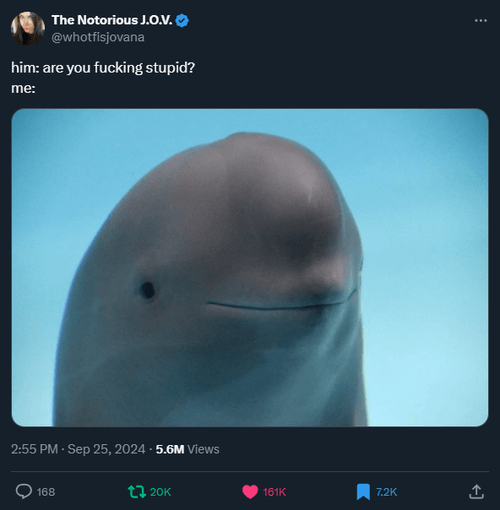 The Notorious J.O.V.
@whotfisjovana
him: are you fucking stupid?
me:
2:55 PM · Sep 25, 2024 · 5.6M Views
168 20K 161K 7.2K